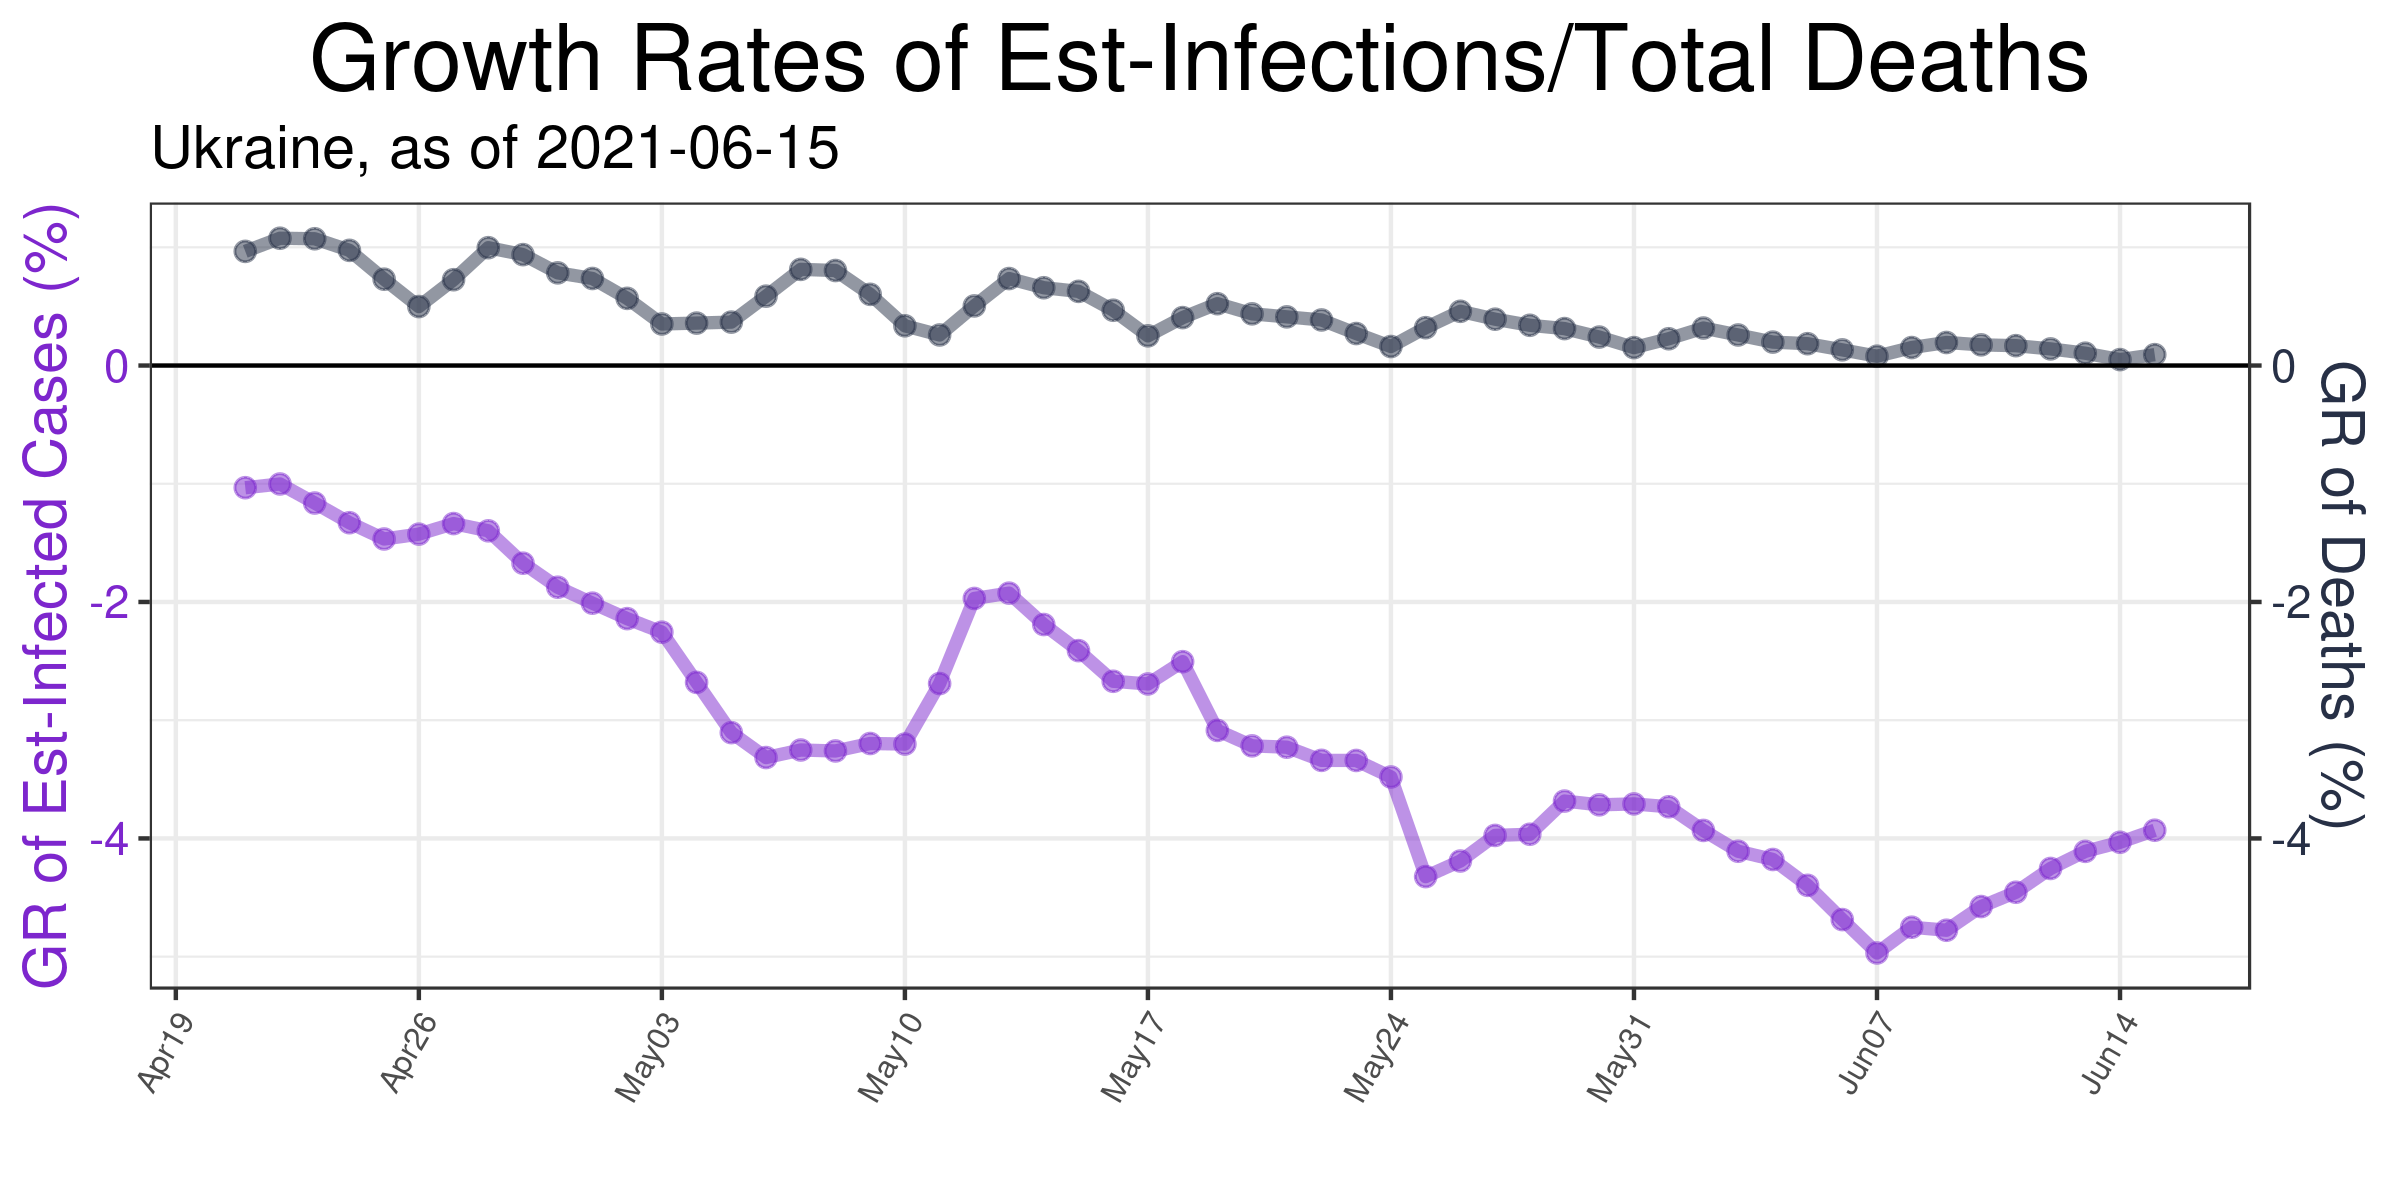 Growth Rates of Est-Infections/Total Deaths
Ukraine, as of 2021-06-15
GR of Est-Infected Cases (%)
0
-2
-4
0
-2
-4
GR of Deaths (%)
Apr19
Apr26
May03
May10
May17
May24
May31
Jun07
Jun14